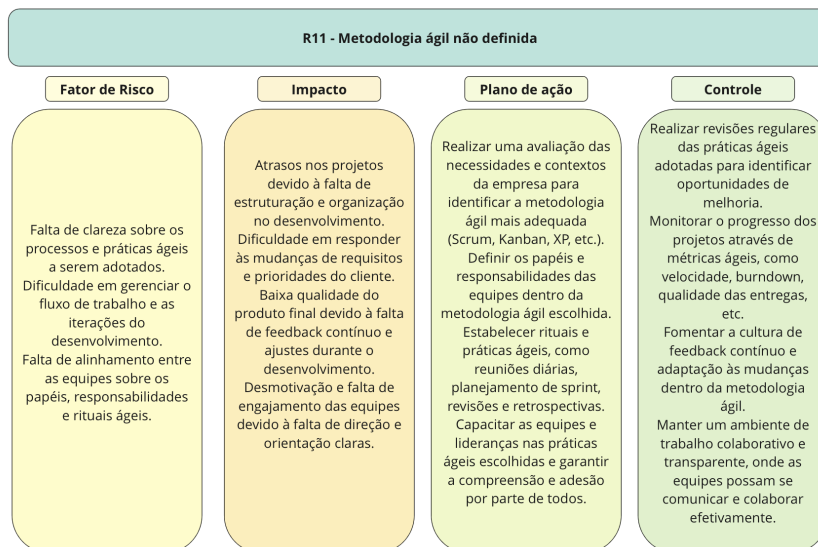 R11 - Metodologia ágil não definida
Fator de Risco
Falta de clareza sobre os
processos e práticas ágeis
a serem adotados.
Dificuldade em gerenciar o
fluxo de trabalho e as
iterações do
desenvolvimento.
Falta de alinhamento entre
as equipes sobre os
papéis, responsabilidades
e rituais ágeis.
Impacto
Atrasos nos projetos
devido à falta de
estruturação e organização
no desenvolvimento.
Dificuldade em responder
às mudanças de requisitos
e prioridades do cliente.
Baixa qualidade do
produto final devido à falta
de feedback contínuo e
ajustes durante o
desenvolvimento.
Desmotivação e falta de
engajamento das equipes
devido à falta de direção e
orientação claras.
Plano de ação
Realizar uma avaliação das
necessidades e contextos
da empresa para
identificar a metodologia
ágil mais adequada
(Scrum, Kanban, XP, etc.).
Definir os papéis e
responsabilidades das
equipes dentro da
metodologia ágil escolhida.
Estabelecer rituais e
práticas ágeis, como
reuniões diárias,
planejamento de sprint,
revisões e retrospectivas.
Capacitar as equipes e
lideranças nas práticas
ágeis escolhidas e garantir
a compreensão e adesão
por parte de todos.
Controle
Realizar revisões regulares
das práticas ágeis
adotadas para identificar
oportunidades de
melhoria.
Monitorar o progresso dos
projetos através de
métricas ágeis, como
velocidade, burndown,
qualidade das entregas,
etc.
Fomentar a cultura de
feedback contínuo e
adaptação às mudanças
dentro da metodologia
ágil.
Manter um ambiente de
trabalho colaborativo e
transparente, onde as
equipes possam se
comunicar e colaborar
efetivamente.